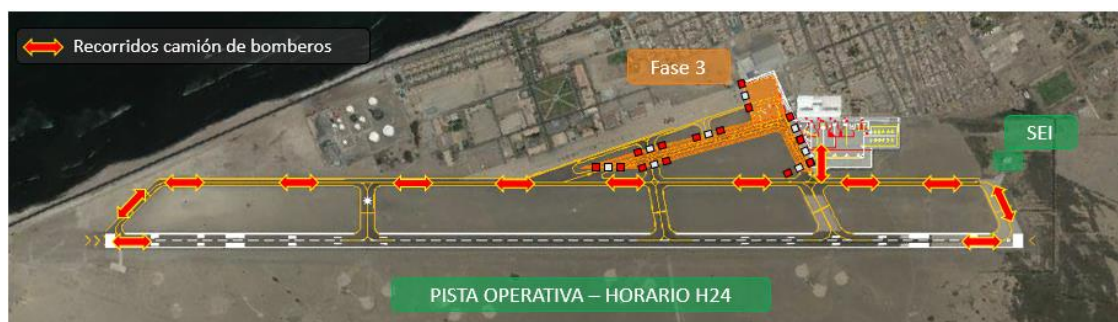 Recorridos camión de bomberos
Fase 3
SEI
PISTA OPERATIVA – HORARIO H24